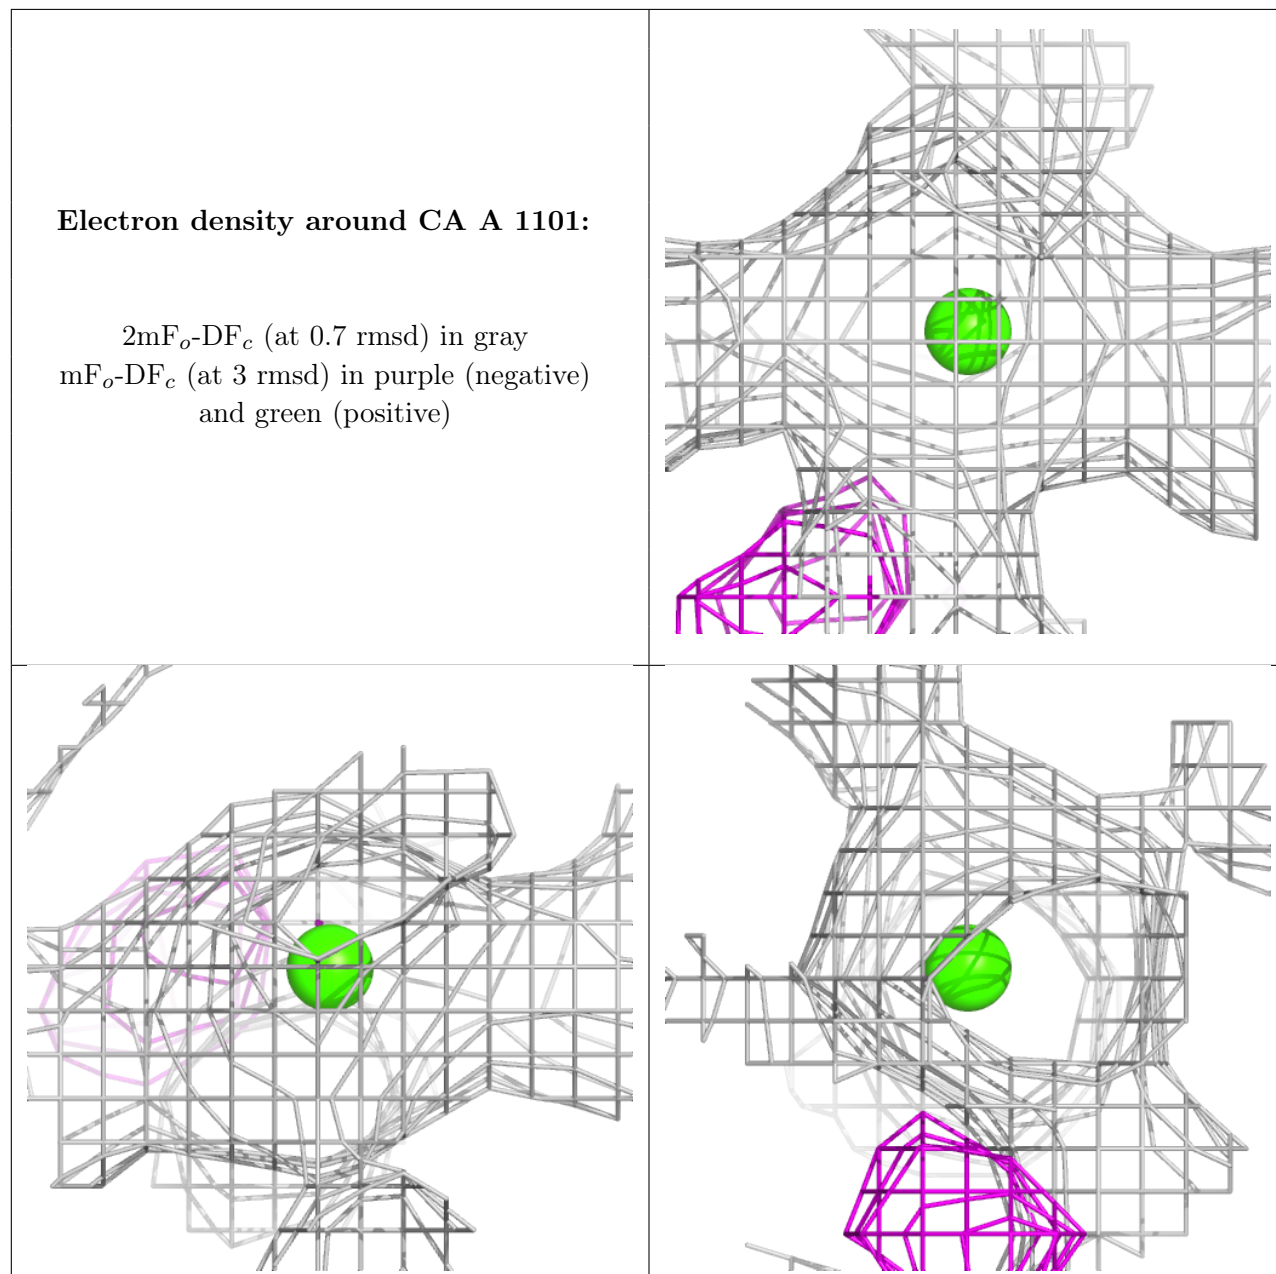 Electron density around CA A 1101:
2mFo-DFc (at 0.7 rmsd) in gray
mFo-DFc (at 3 rmsd) in purple (negative)
and green (positive)